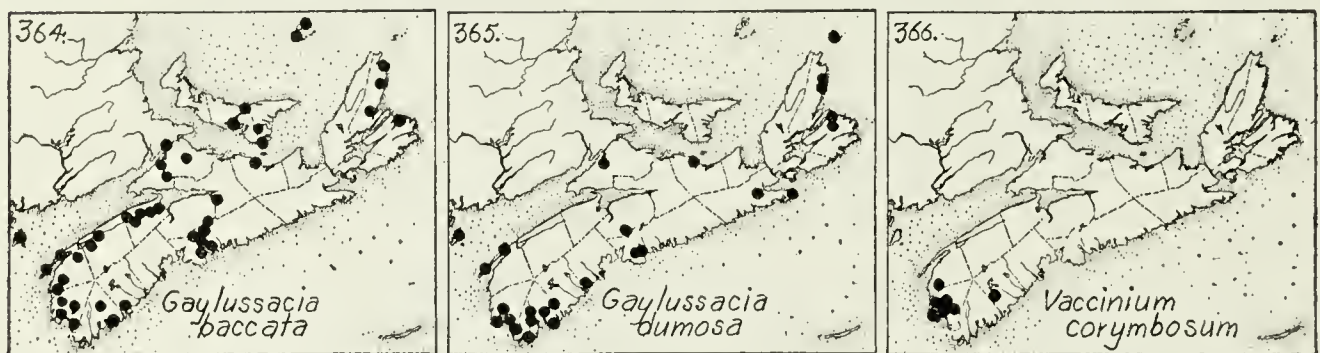 364.
Gaylussacia
baccata
365.
Gaylussacia
dumosa
366.
Vaccinium
corymbosum